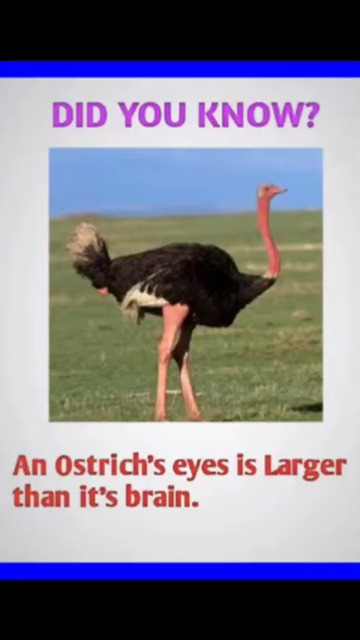 DID YOU KNOW?
An Ostrich's eyes is Larger
than it's brain.